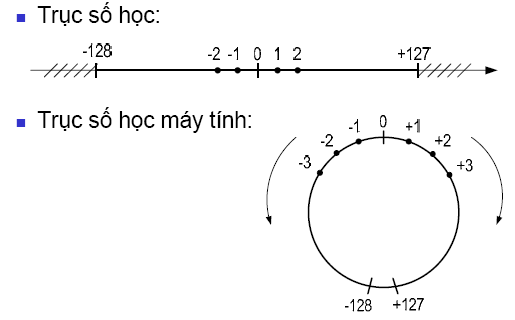 Trục số học:
-128 -2 -1 0 1 2 +127
Trục số học máy tính:
-3 -2 -1 0 +1 +2 +3
-128 +127